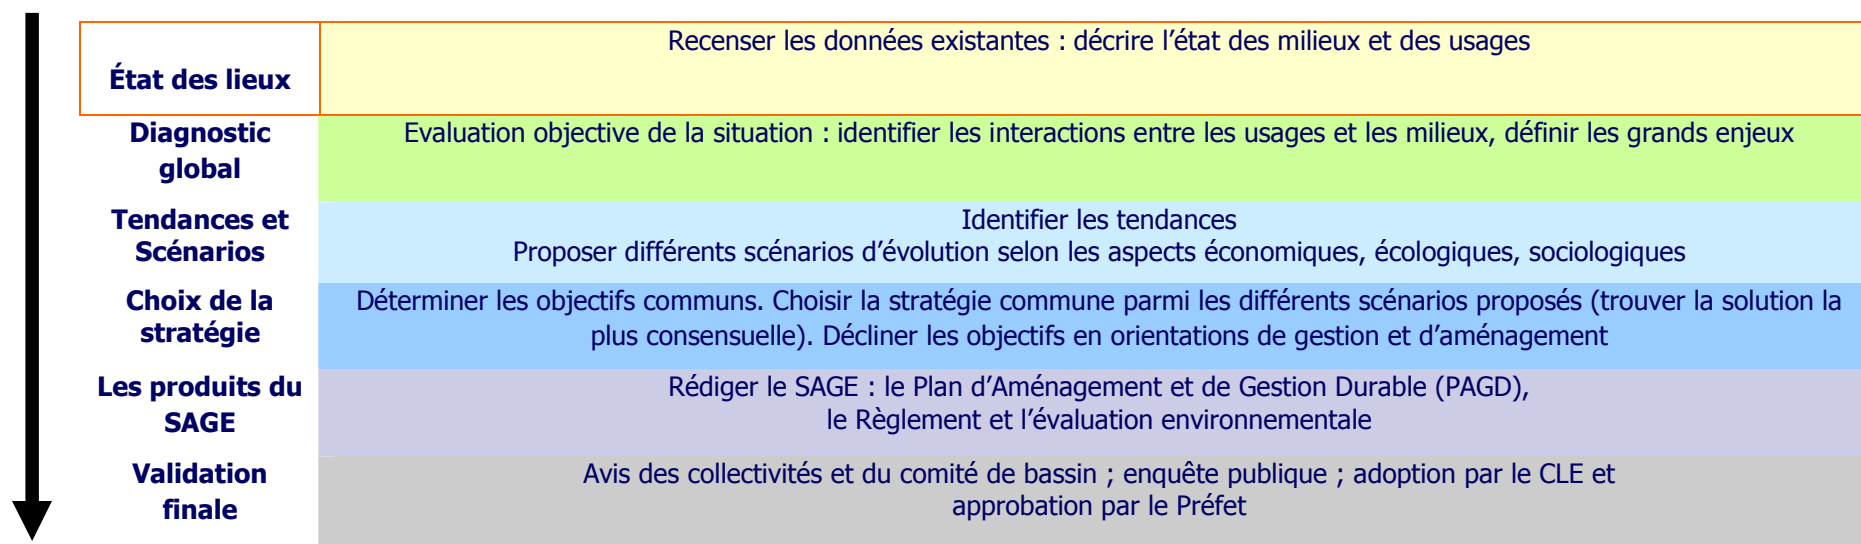 Recenser les données existantes : décrire l’état des milieux et des usages
État des lieux
Diagnostic
global
Evaluation objective de la situation : identifier les interactions entre les usages et les milieux, définir les grands enjeux
Tendances et
Scénarios
Identifier les tendances
Proposer différents scénarios d’évolution selon les aspects économiques, écologiques, sociologiques
Choix de la
stratégie
Déterminer les objectifs communs. Choisir la stratégie commune parmi les différents scénarios proposés (trouver la solution la
plus consensuelle). Décliner les objectifs en orientations de gestion et d’aménagement
Les produits du
SAGE
Rédiger le SAGE : le Plan d’Aménagement et de Gestion Durable (PAGD),
le Règlement et l’évaluation environnementale
Validation
finale
Avis des collectivités et du comité de bassin ; enquête publique ; adoption par le CLE et
approbation par le Préfet